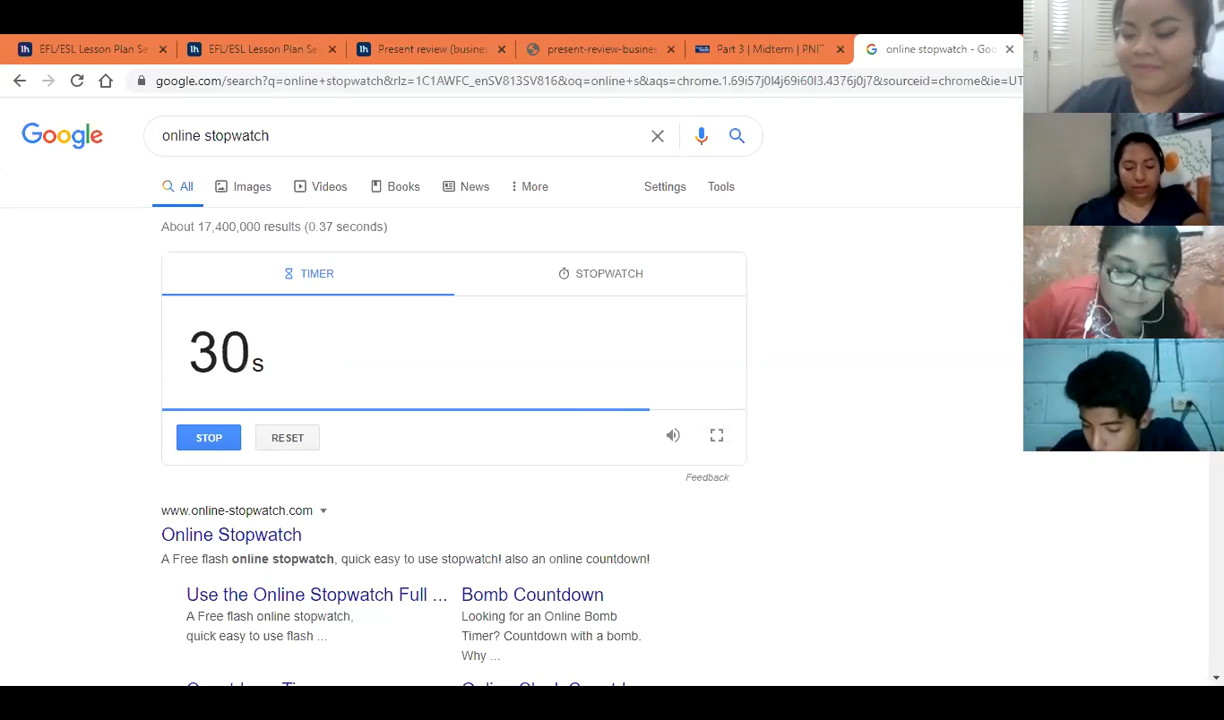 EFL/ESL Lesson Plan Se
EFL/ESL Lesson Plan Se
Present review (busine
present-review-busines
Part 3 | Midterm | PNIT
online stopwatch - Goo
google.com/search?q=online+stopwatch&rlz=1C1AWFC_enSV813SV816&oq=online+s&aqs=chrome.1.69i57j0l4j69i60l3.4376j0j7&sourceid=chrome&ie=UT
Google
online stopwatch
All
Images
Videos
Books
News
More
Settings
Tools
About 17,400,000 results (0.37 seconds)
TIMER
STOPWATCH
30s
STOP
RESET
Feedback
www.online-stopwatch.com
Online Stopwatch
A Free flash online stopwatch, quick easy to use stopwatch! also an online countdown!
Use the Online Stopwatch Full ...
A Free flash online stopwatch,
quick easy to use flash ...
Bomb Countdown
Looking for an Online Bomb
Timer? Countdown with a bomb.
Why ...